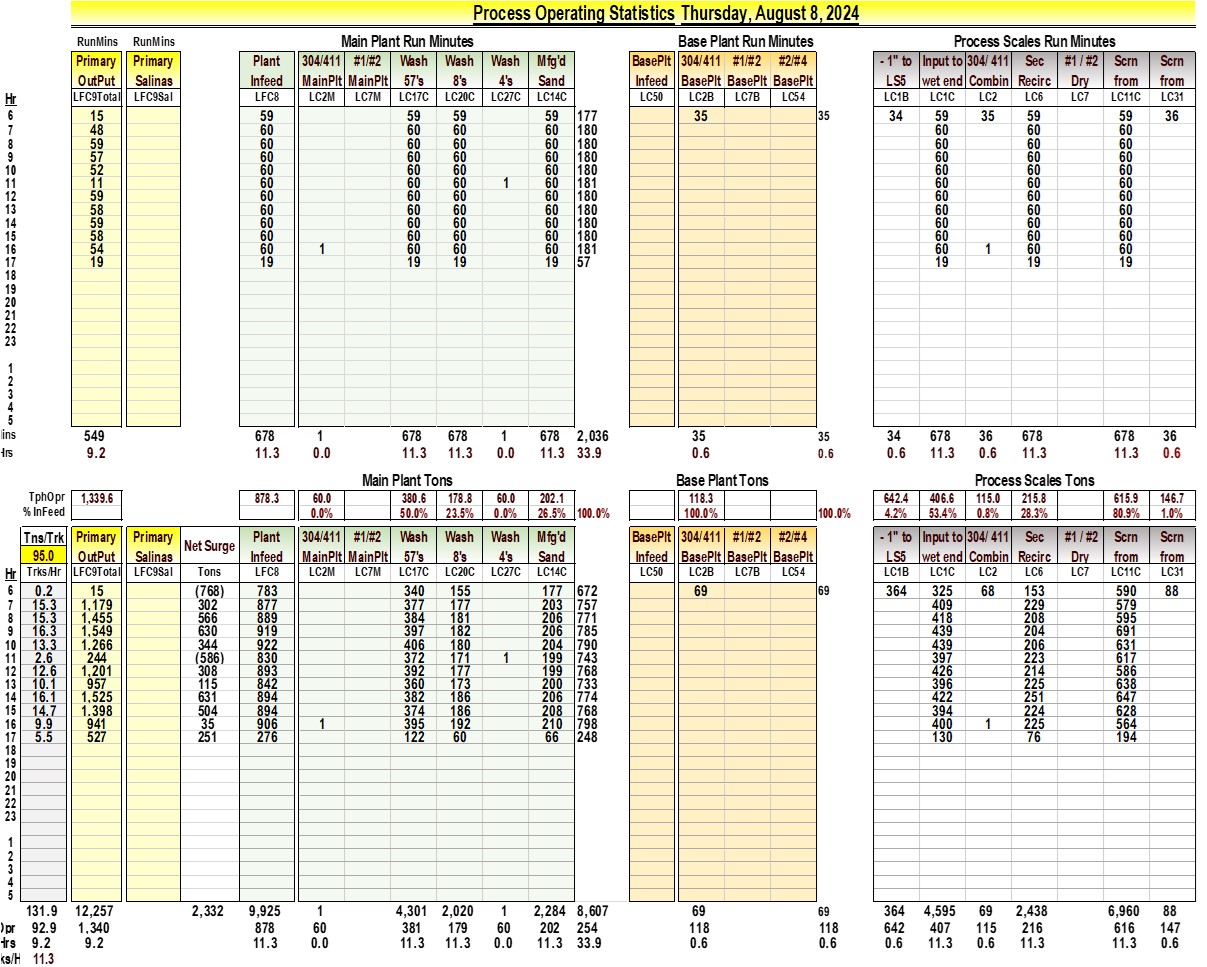 Process Operating Statistics Thursday, August 8, 2024
RunMins RunMins Main Plant Run Minutes Base Plant Run Minutes Process Scales Run Minutes
Primary Primary Plant 304/411 #1/#2 Wash Wash Wash Mfg'd BasePlt 304/411 #1/#2 #2/#4 - 1" to Input to 304/ 411 Sec #1 / #2 Scrn Scrn
OutPut Salinas Infeed MainPlt MainPlt 57's 8's 4's Sand Infeed BasePlt BasePlt BasePlt LS5 wet end Combin Recirc Dry from from
Hr LFC9Total LFC9Sal LFC8 LC2M LC7M LC17C LC20C LC27C LC14C LC50 LC2B LC7B LC54 LC1B LC1C LC2 LC6 LC7 LC11C LC31
6 15 59 59 59 59 177 35 35 34 59 35 59 59 36
7 48 60 60 60 60 180 60 60 60
8 59 60 60 60 60 180 60 60 60
9 57 60 60 60 60 180 60 60 60
10 52 60 60 60 60 180 60 60 60
11 11 60 60 60 1 60 181 60 60 60
12 59 60 60 60 60 180 60 60 60
13 58 60 60 60 60 180 60 60 60
14 59 60 60 60 60 180 60 60 60
15 58 60 60 60 60 180 60 60 60
16 54 60 1 60 60 60 181 60 1 60 60
17 19 19 19 19 19 57 19 19 19
18
19
20
21
22
23
1
2
3
4
5
ins 549 678 1 678 678 1 678 2,036 35 35 34 678 36 678 678 36
Hrs 9.2 11.3 0.0 11.3 11.3 0.0 11.3 33.9 0.6 0.6 0.6 11.3 0.6 11.3 11.3 0.6
Main Plant Tons Base Plant Tons Process Scales Tons
TphOpr 1,339.6 878.3 60.0 380.6 178.8 60.0 202.1 118.3 642.4 406.6 115.0 215.8 615.9 146.7
% InFeed 0.0% 50.0% 23.5% 0.0% 26.5% 100.0% 100.0% 100.0% 4.2% 53.4% 0.8% 28.3% 80.9% 1.0%
Tns/Trk Primary Primary Net Surge Plant 304/411 #1/#2 Wash Wash Wash Mfg'd BasePlt 304/411 #1/#2 #2/#4 - 1" to Input to 304/ 411 Sec #1 / #2 Scrn Scrn
95.0 OutPut Salinas Infeed MainPlt MainPlt 57's 8's 4's Sand Infeed BasePlt BasePlt BasePlt LS5 wet end Combin Recirc Dry from from
Hr Trks/Hr LFC9Total LFC9Sal Tons LFC8 LC2M LC7M LC17C LC20C LC27C LC14C LC50 LC2B LC7B LC54 LC1B LC1C LC2 LC6 LC7 LC11C LC31
6 0.2 15 (768) 783 340 155 177 672 69 69 364 325 68 153 590 88
7 15.3 1,179 302 877 377 177 203 757 409 229 579
8 15.3 1,455 566 889 384 181 206 771 418 208 595
9 16.3 1,549 630 919 397 182 206 785 439 204 691
10 13.3 1,266 344 922 406 180 204 790 439 206 631
11 2.6 244 (586) 830 372 171 1 199 743 397 223 617
12 12.6 1,201 308 893 392 177 199 768 426 214 586
13 10.1 957 115 842 360 173 200 733 396 225 638
14 16.1 1,525 631 894 382 186 206 774 422 251 647
15 14.7 1,398 504 894 374 186 208 768 394 224 628
16 9.9 941 35 906 1 395 192 210 798 400 1 225 564
17 5.5 527 251 276 122 60 66 248 130 76 194
18
19
20
21
22
23
1
2
3
4
5
131.9 12,257 2,332 9,925 1 4,301 2,020 1 2,284 8,607 69 69 364 4,595 69 2,438 6,960 88
Opr 92.9 1,340 878 60 381 179 60 202 254 118 118 642 407 115 216 616 147
Hrs 9.2 9.2 11.3 0.0 11.3 11.3 0.0 11.3 33.9 0.6 0.6 0.6 11.3 0.6 11.3 11.3 0.6
ks/H 11.3